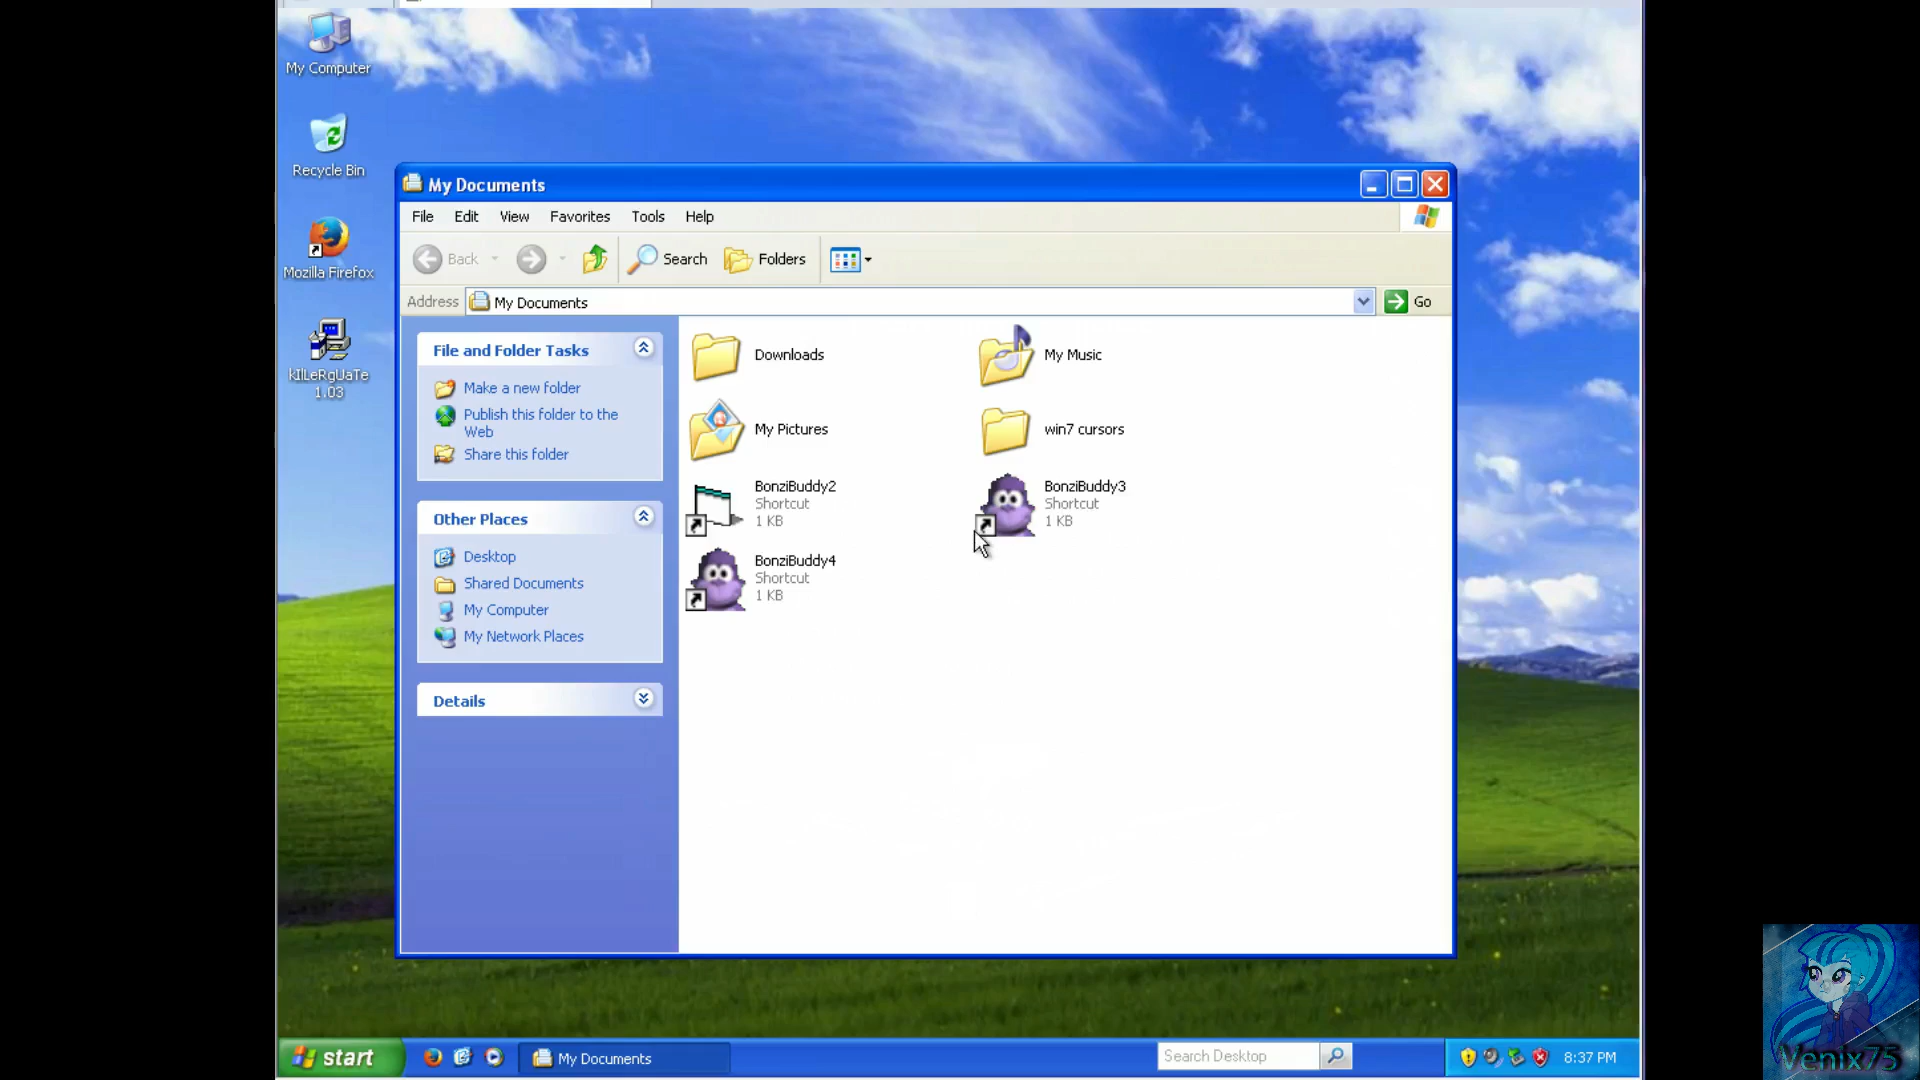 My Computer
Recycle Bin
Mozilla Firefox
kIlLeRgUaTe
1.03
My Documents
File Edit View Favorites Tools Help
Back Search Folders
Address My Documents Go
File and Folder Tasks
Make a new folder
Publish this folder to the
Web
Share this folder
Other Places
Desktop
Shared Documents
My Computer
My Network Places
Details
Downloads
My Music
My Pictures
win7 cursors
BonziBuddy2
Shortcut
1 KB
BonziBuddy3
Shortcut
1 KB
BonziBuddy4
Shortcut
1 KB
start
My Documents
Search Desktop
8:37 PM
Venix75